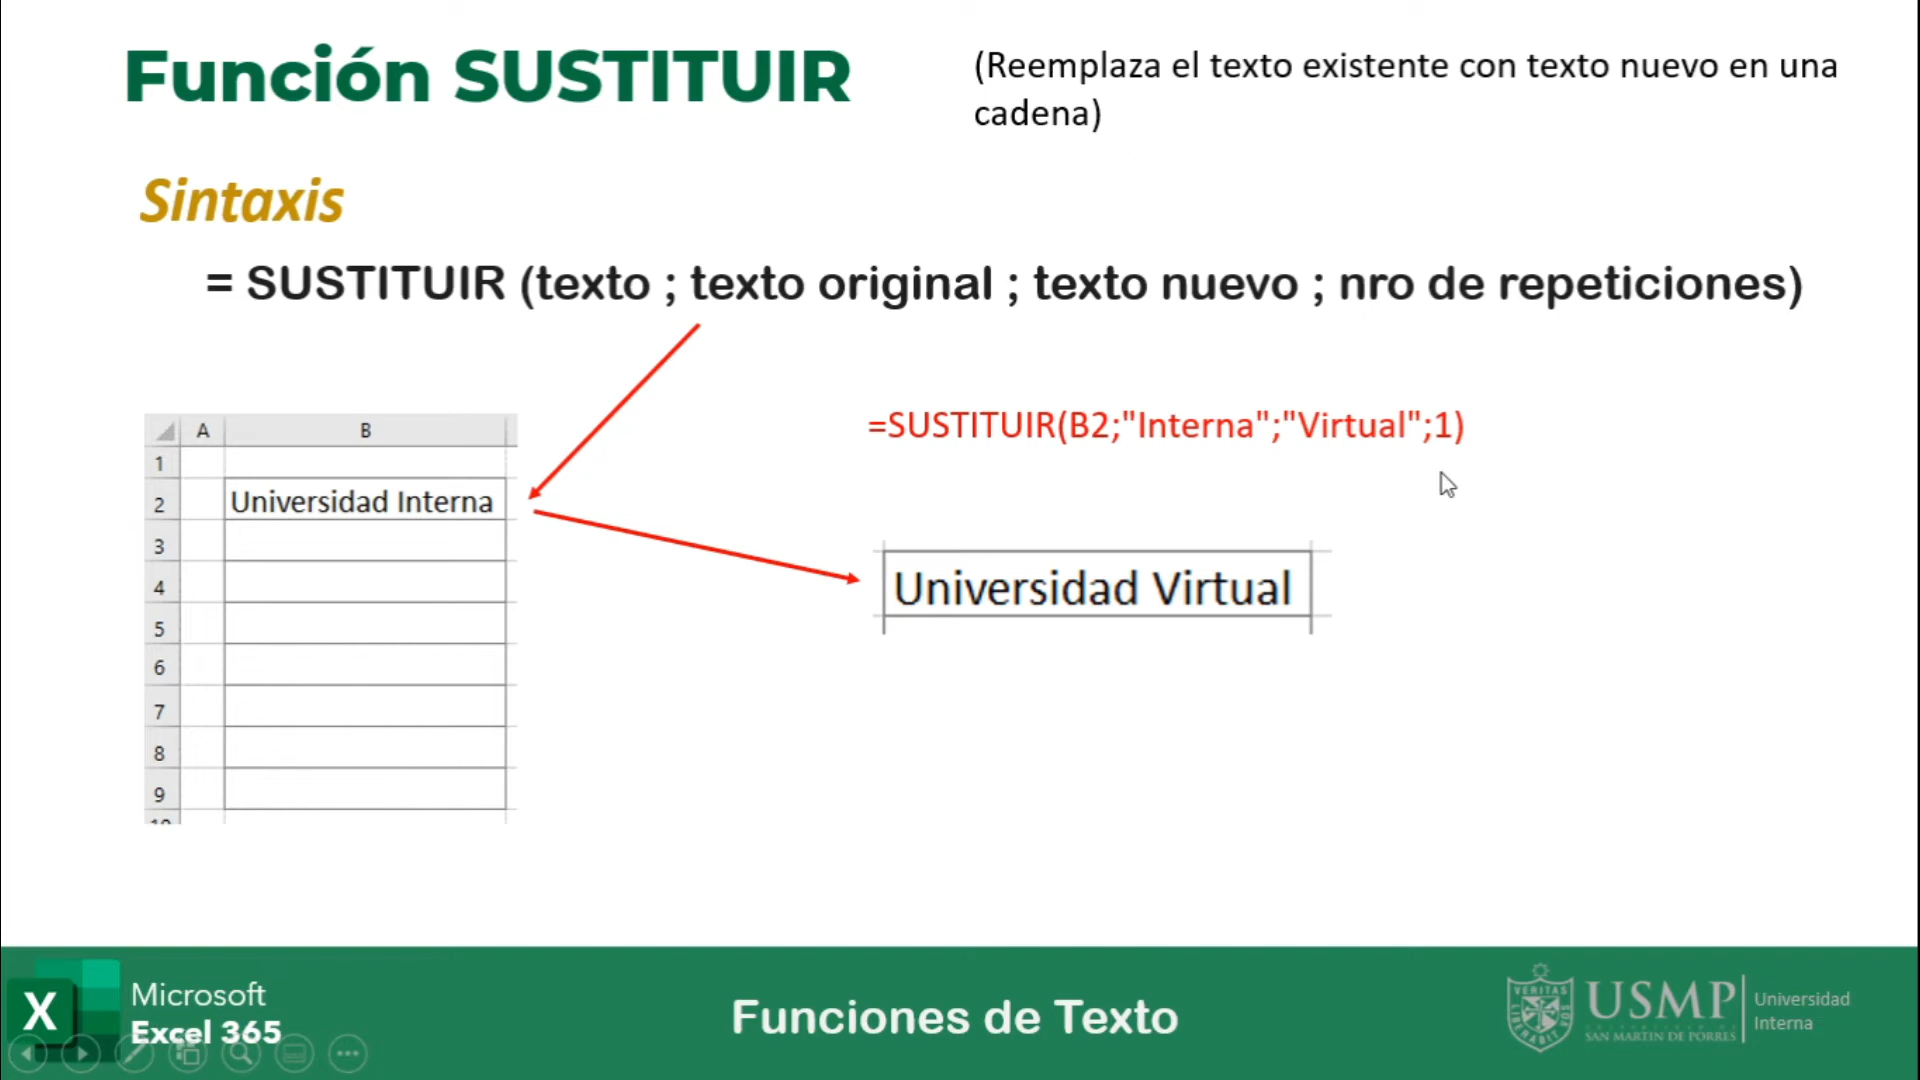 Función SUSTITUIR
(Reemplaza el texto existente con texto nuevo en una
cadena)
Sintaxis
= SUSTITUIR (texto ; texto original ; texto nuevo ; nro de repeticiones)
=SUSTITUIR(B2;"Interna";"Virtual";1)
A B
1
2 Universidad Interna
3
4
5
6
7
8
9
10
Universidad Virtual
X
Microsoft
Excel 365
Funciones de Texto
VERITAS
USMP
SAN MARTIN DE PORRES
Universidad
Interna